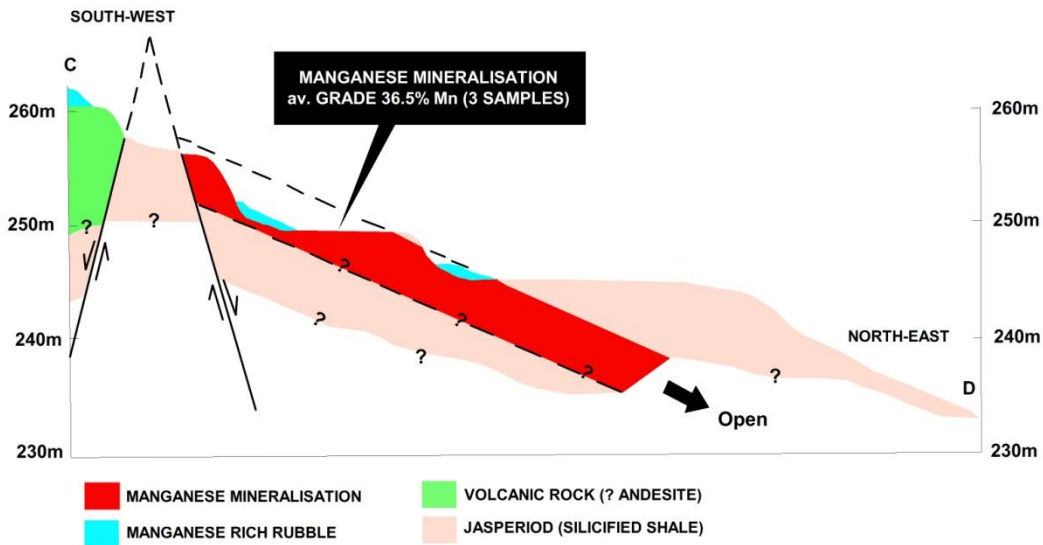 SOUTH-WEST
C
MANGANESE MINERALISATION
av. GRADE 36.5% Mn (3 SAMPLES)
260m
260m
250m
250m
?
?
?
?
?
?
?
?
?
240m
240m
NORTH-EAST
D
Open
230m
230m
MANGANESE MINERALISATION
VOLCANIC ROCK (? ANDESITE)
MANGANESE RICH RUBBLE
JASPERIOD (SILICIFIED SHALE)